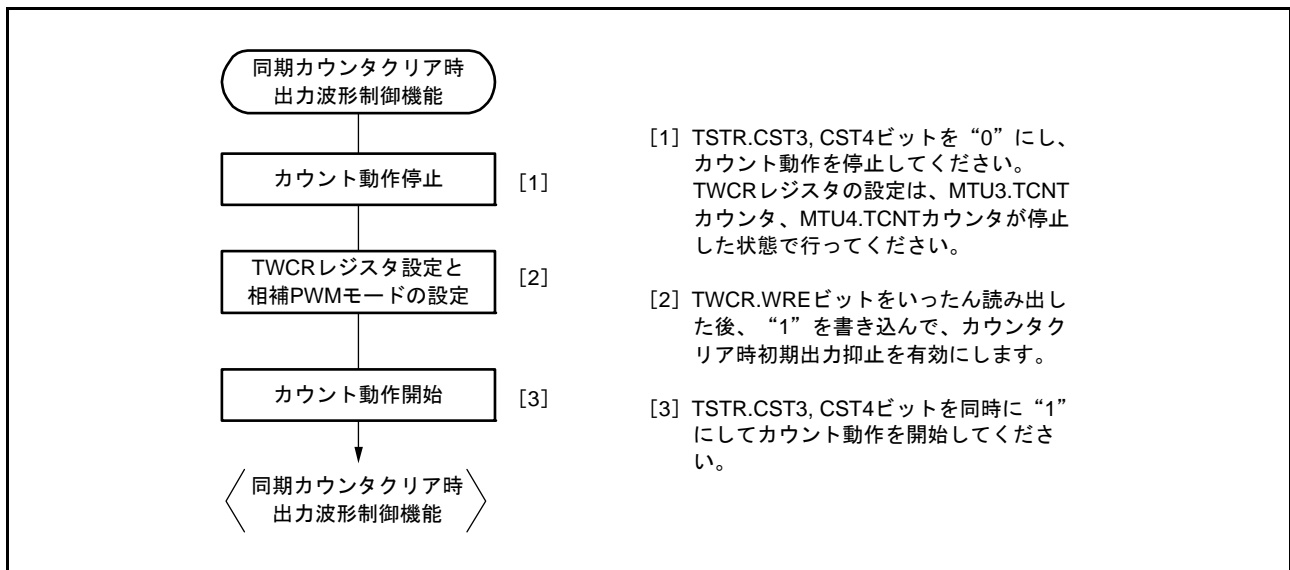 同期カウンタクリア時
出力波形制御機能
カウント動作停止
[1]
TWCRレジスタ設定と
相補PWMモードの設定
[2]
カウント動作開始
[3]
同期カウンタクリア時
出力波形制御機能
[1] TSTR.CST3, CST4ビットを“0”にし、
カウント動作を停止してください。
TWCRレジスタの設定は、MTU3.TCNT
カウンタ、MTU4.TCNTカウンタが停止
した状態で行ってください。
[2] TWCR.WREビットをいったん読み出し
た後、“1”を書き込んで、カウンタク
リア時初期出力抑止を有効にします。
[3] TSTR.CST3, CST4ビットを同時に“1”
にしてカウント動作を開始してくださ
い。